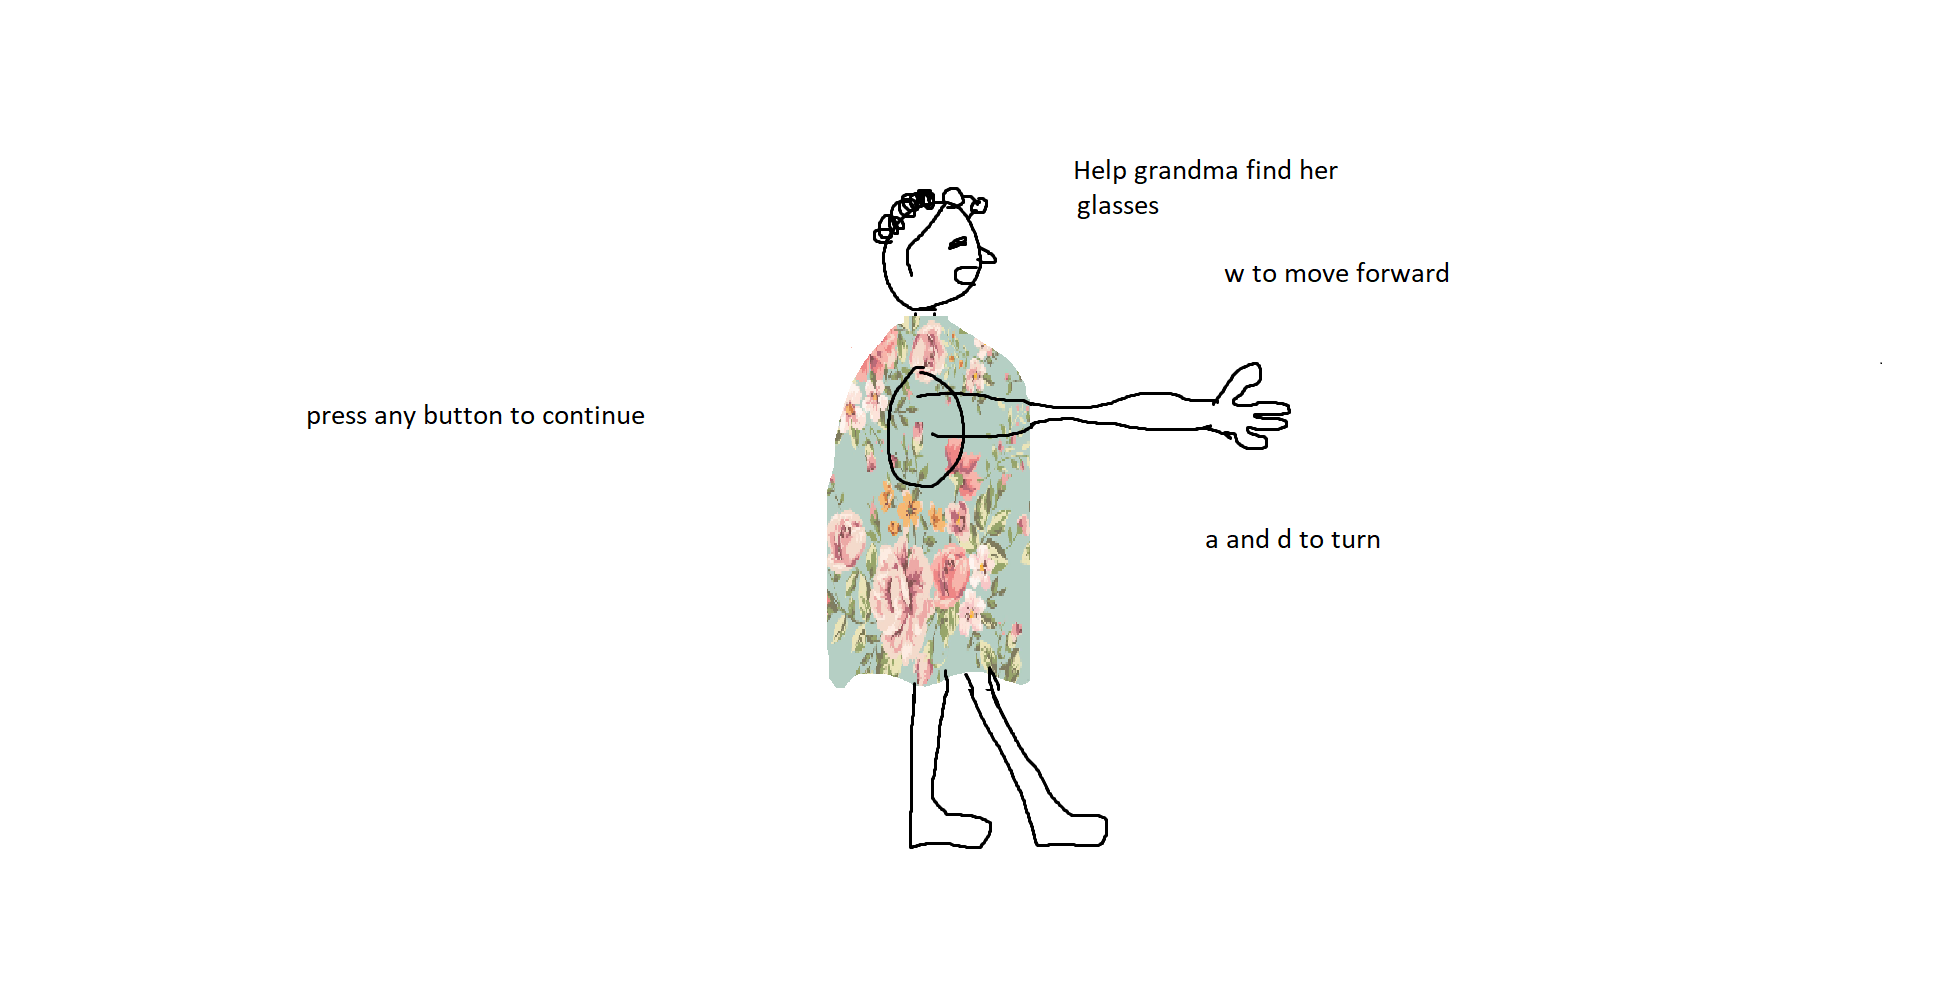 Help grandma find her
glasses
w to move forward
press any button to continue
a and d to turn